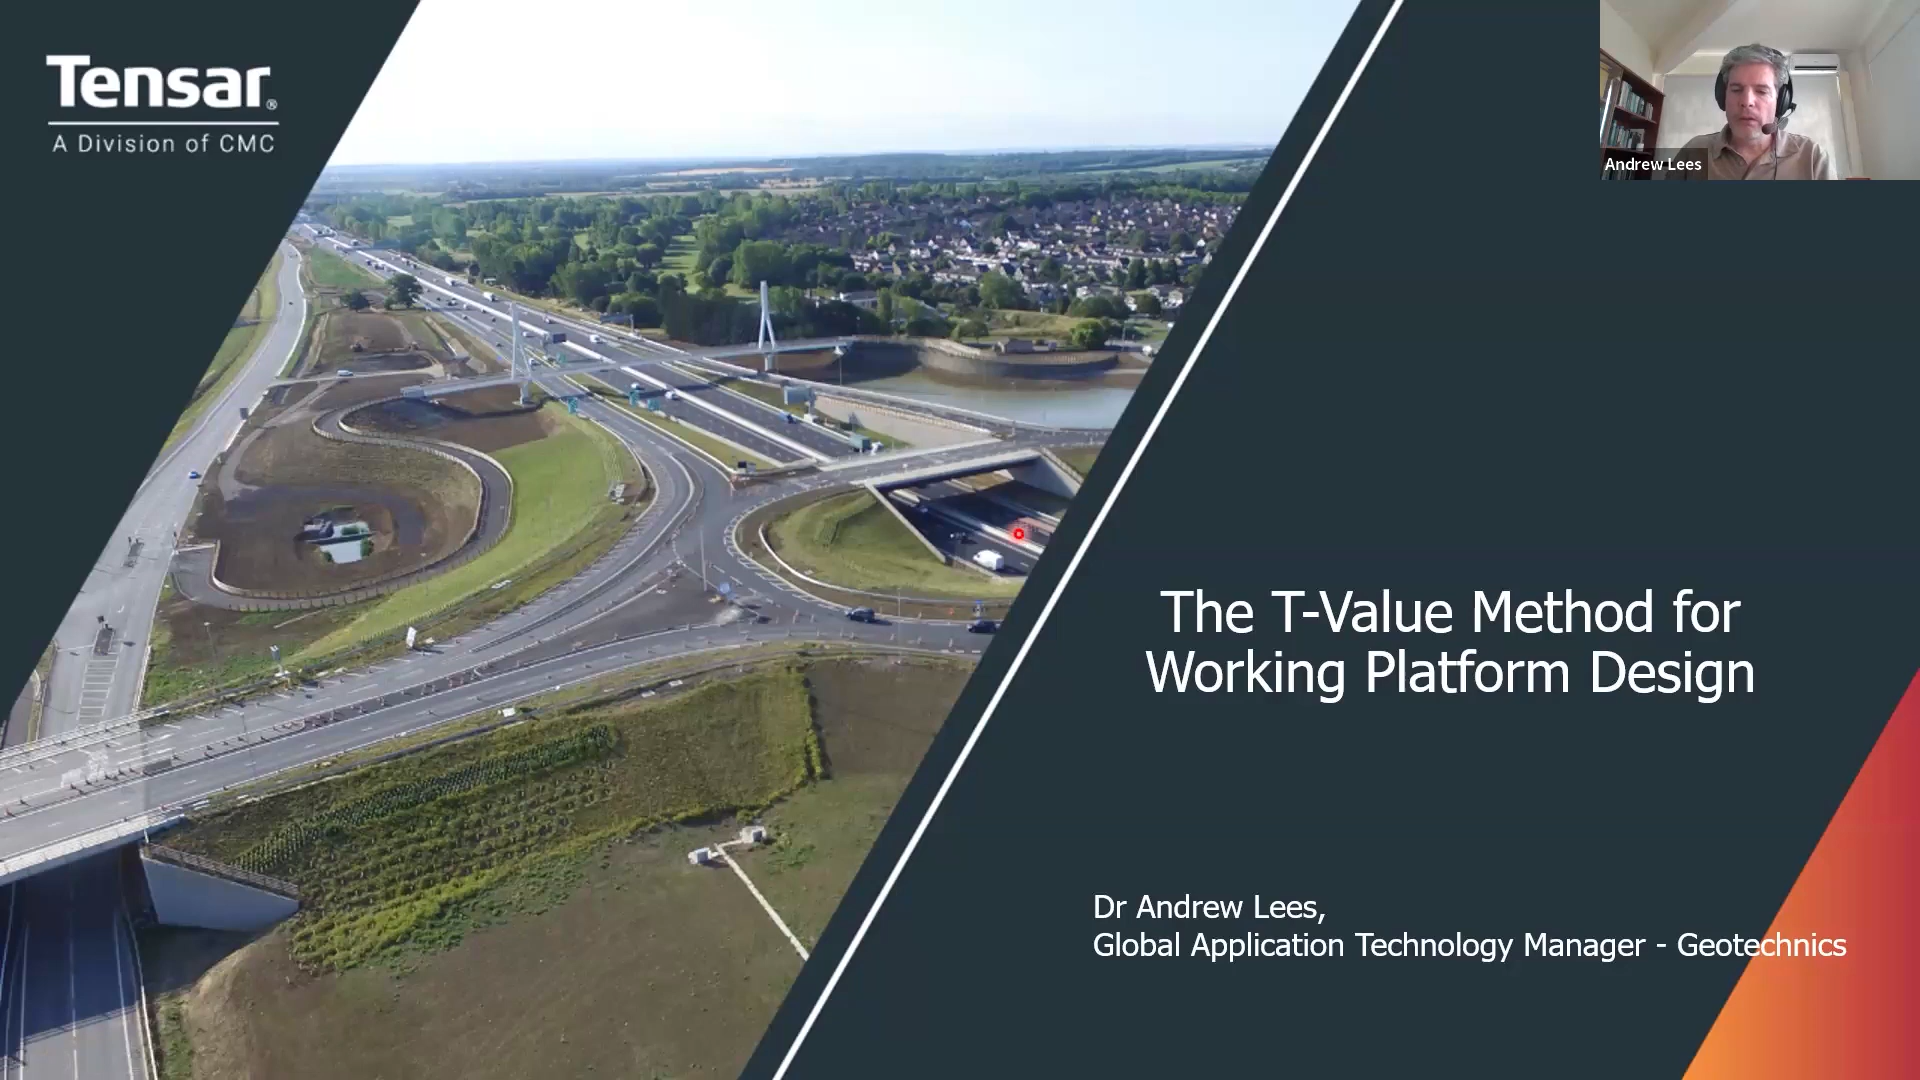 Tensar®
A Division of CMC
Andrew Lees
The T-Value Method for
Working Platform Design
Dr Andrew Lees,
Global Application Technology Manager - Geotechnics